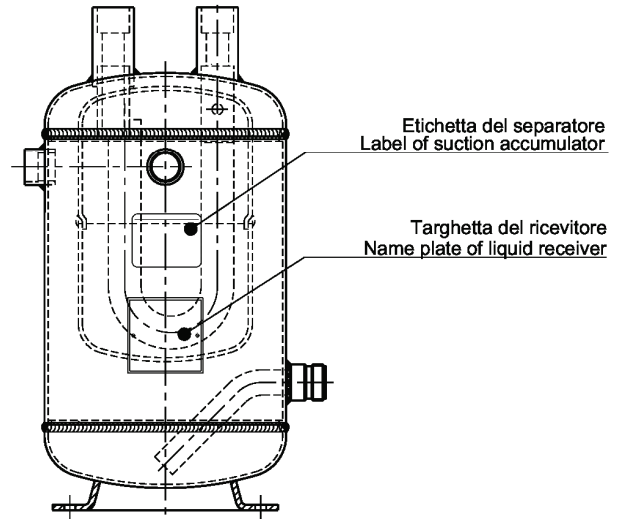 Etichetta del separatore
Label of suction accumulator
Targhetta del ricevitore
Name plate of liquid receiver